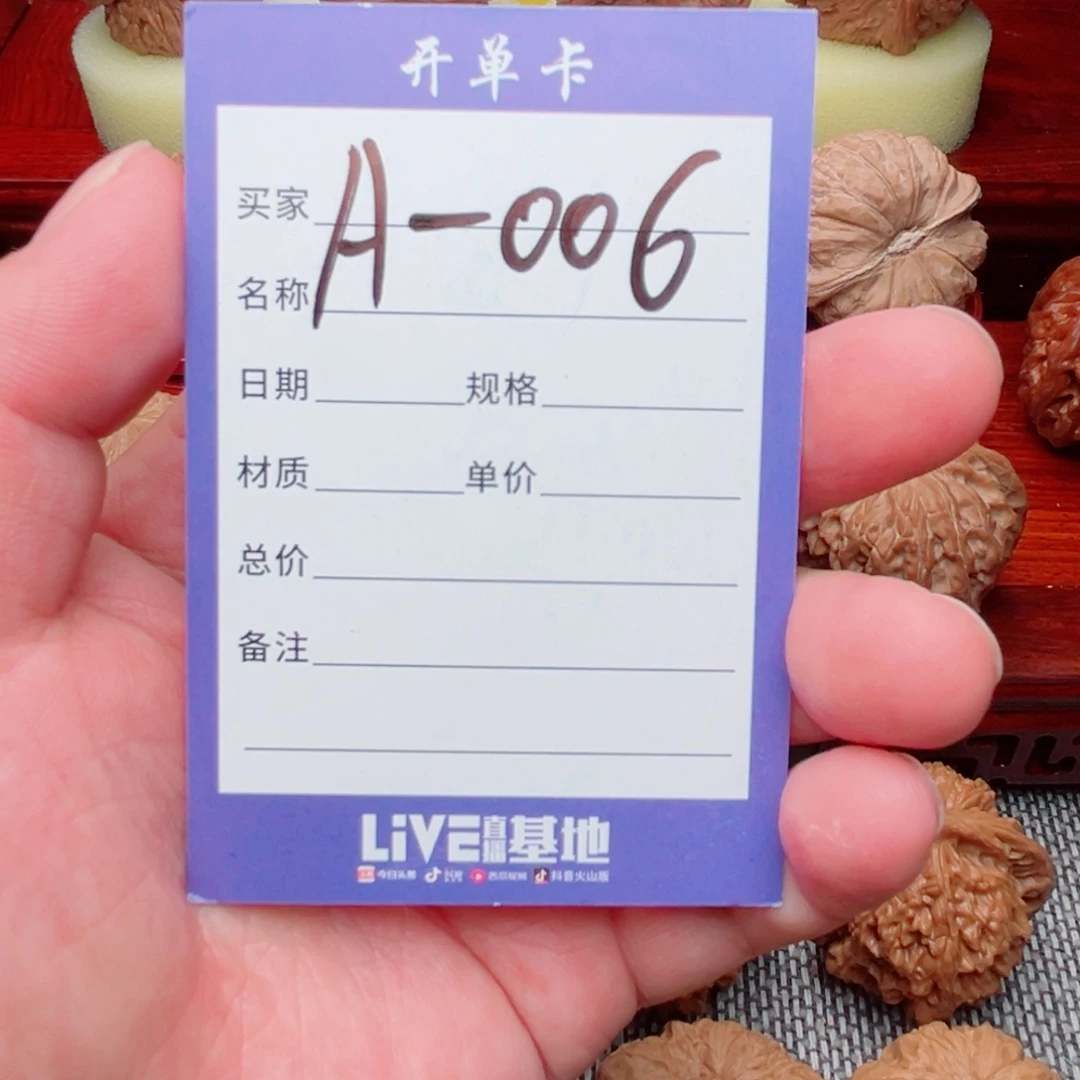 开单卡
买家 A-006
名称
日期 规格
材质 单价
总价
备注
LiVE直播基地
今日头条 抖音 西瓜视频 抖音火山版